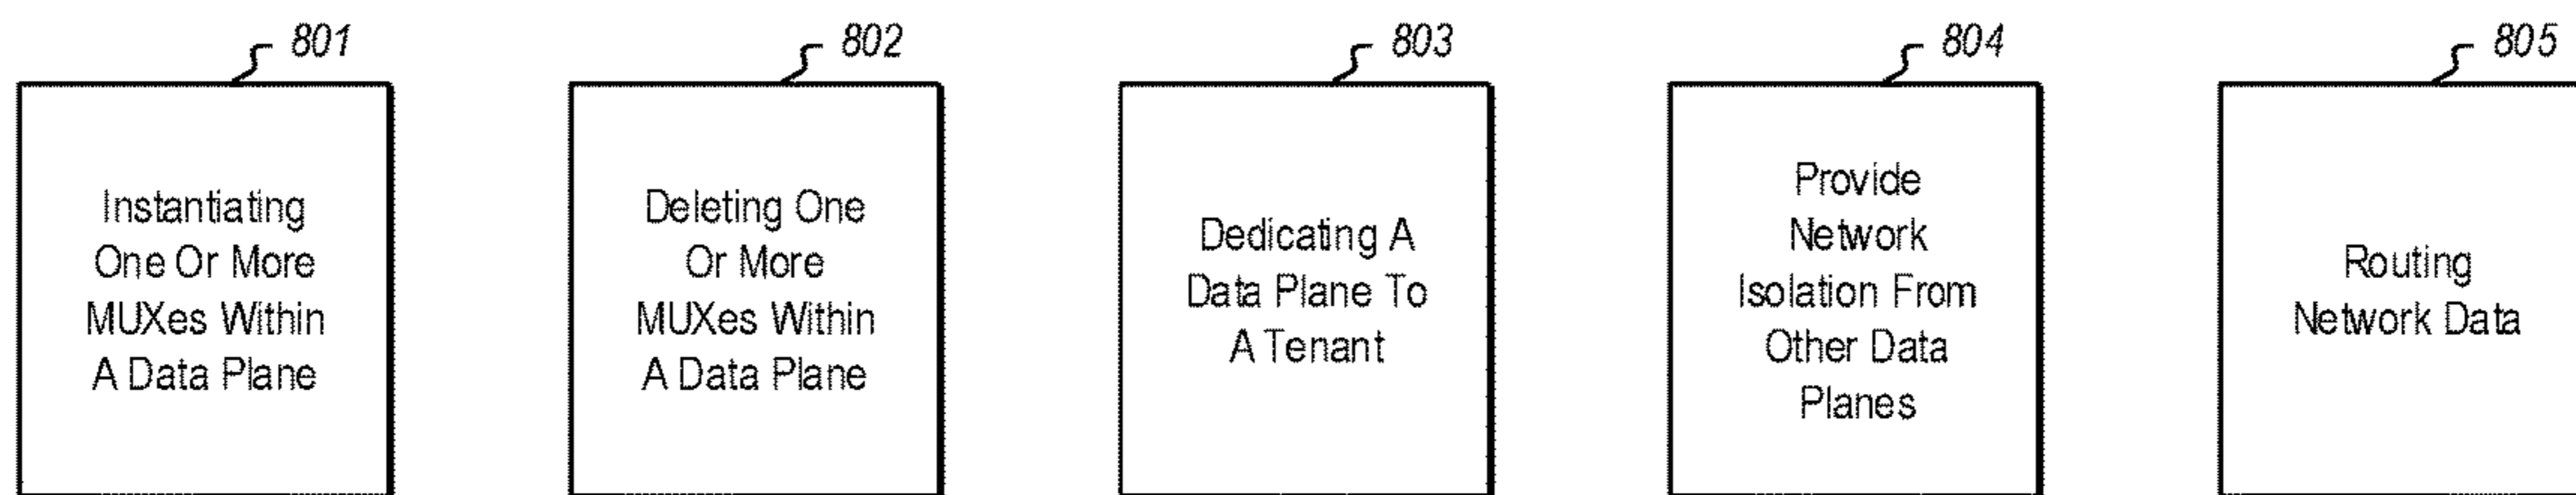 801
Instantiating
One Or More
MUXes Within
A Data Plane
802
Deleting One
Or More
MUXes Within
A Data Plane
803
Dedicating A
Data Plane To
A Tenant
804
Provide
Network
Isolation From
Other Data
Planes
805
Routing
Network Data